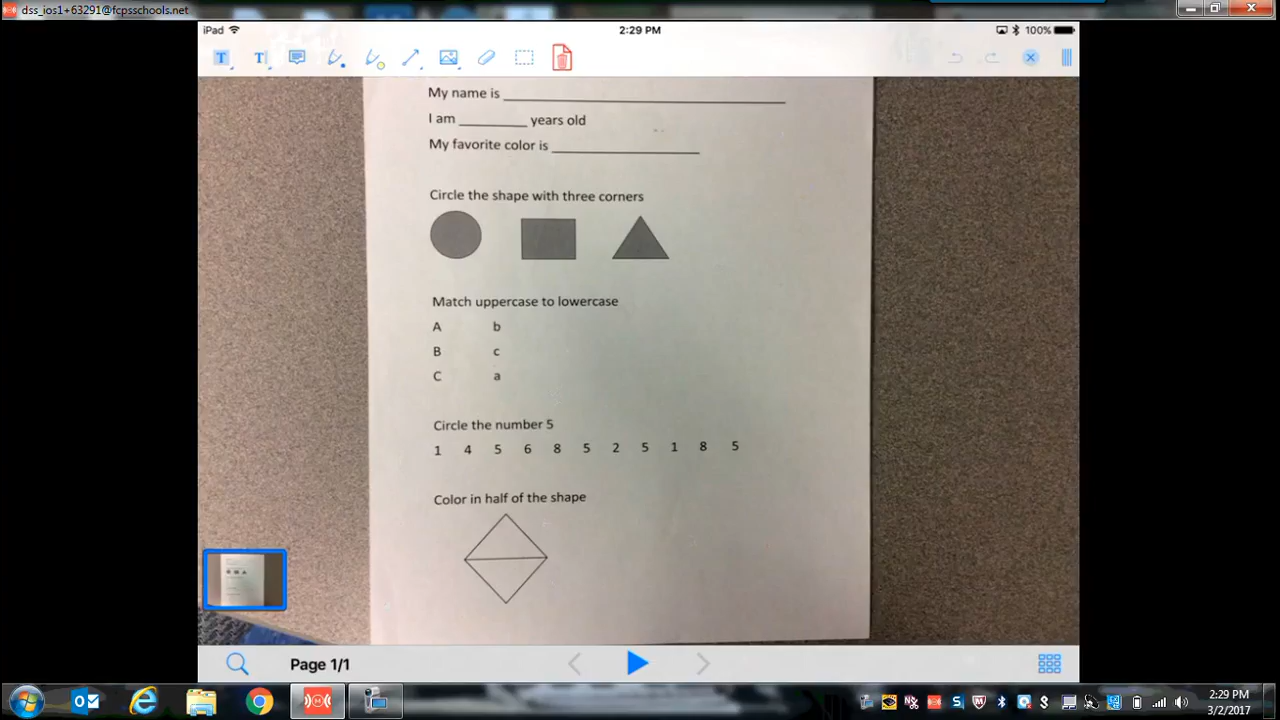 dss_ios1+63291@fcpsschools.net
iPad 2:29 PM 100%
T T
My name is ____________________
I am ________ years old
My favorite color is ____________
Circle the shape with three corners
Match uppercase to lowercase
A b
B c
C a
Circle the number 5
1 4 5 6 8 5 2 5 1 8 5
Color in half of the shape
Page 1/1
2:29 PM
3/2/2017